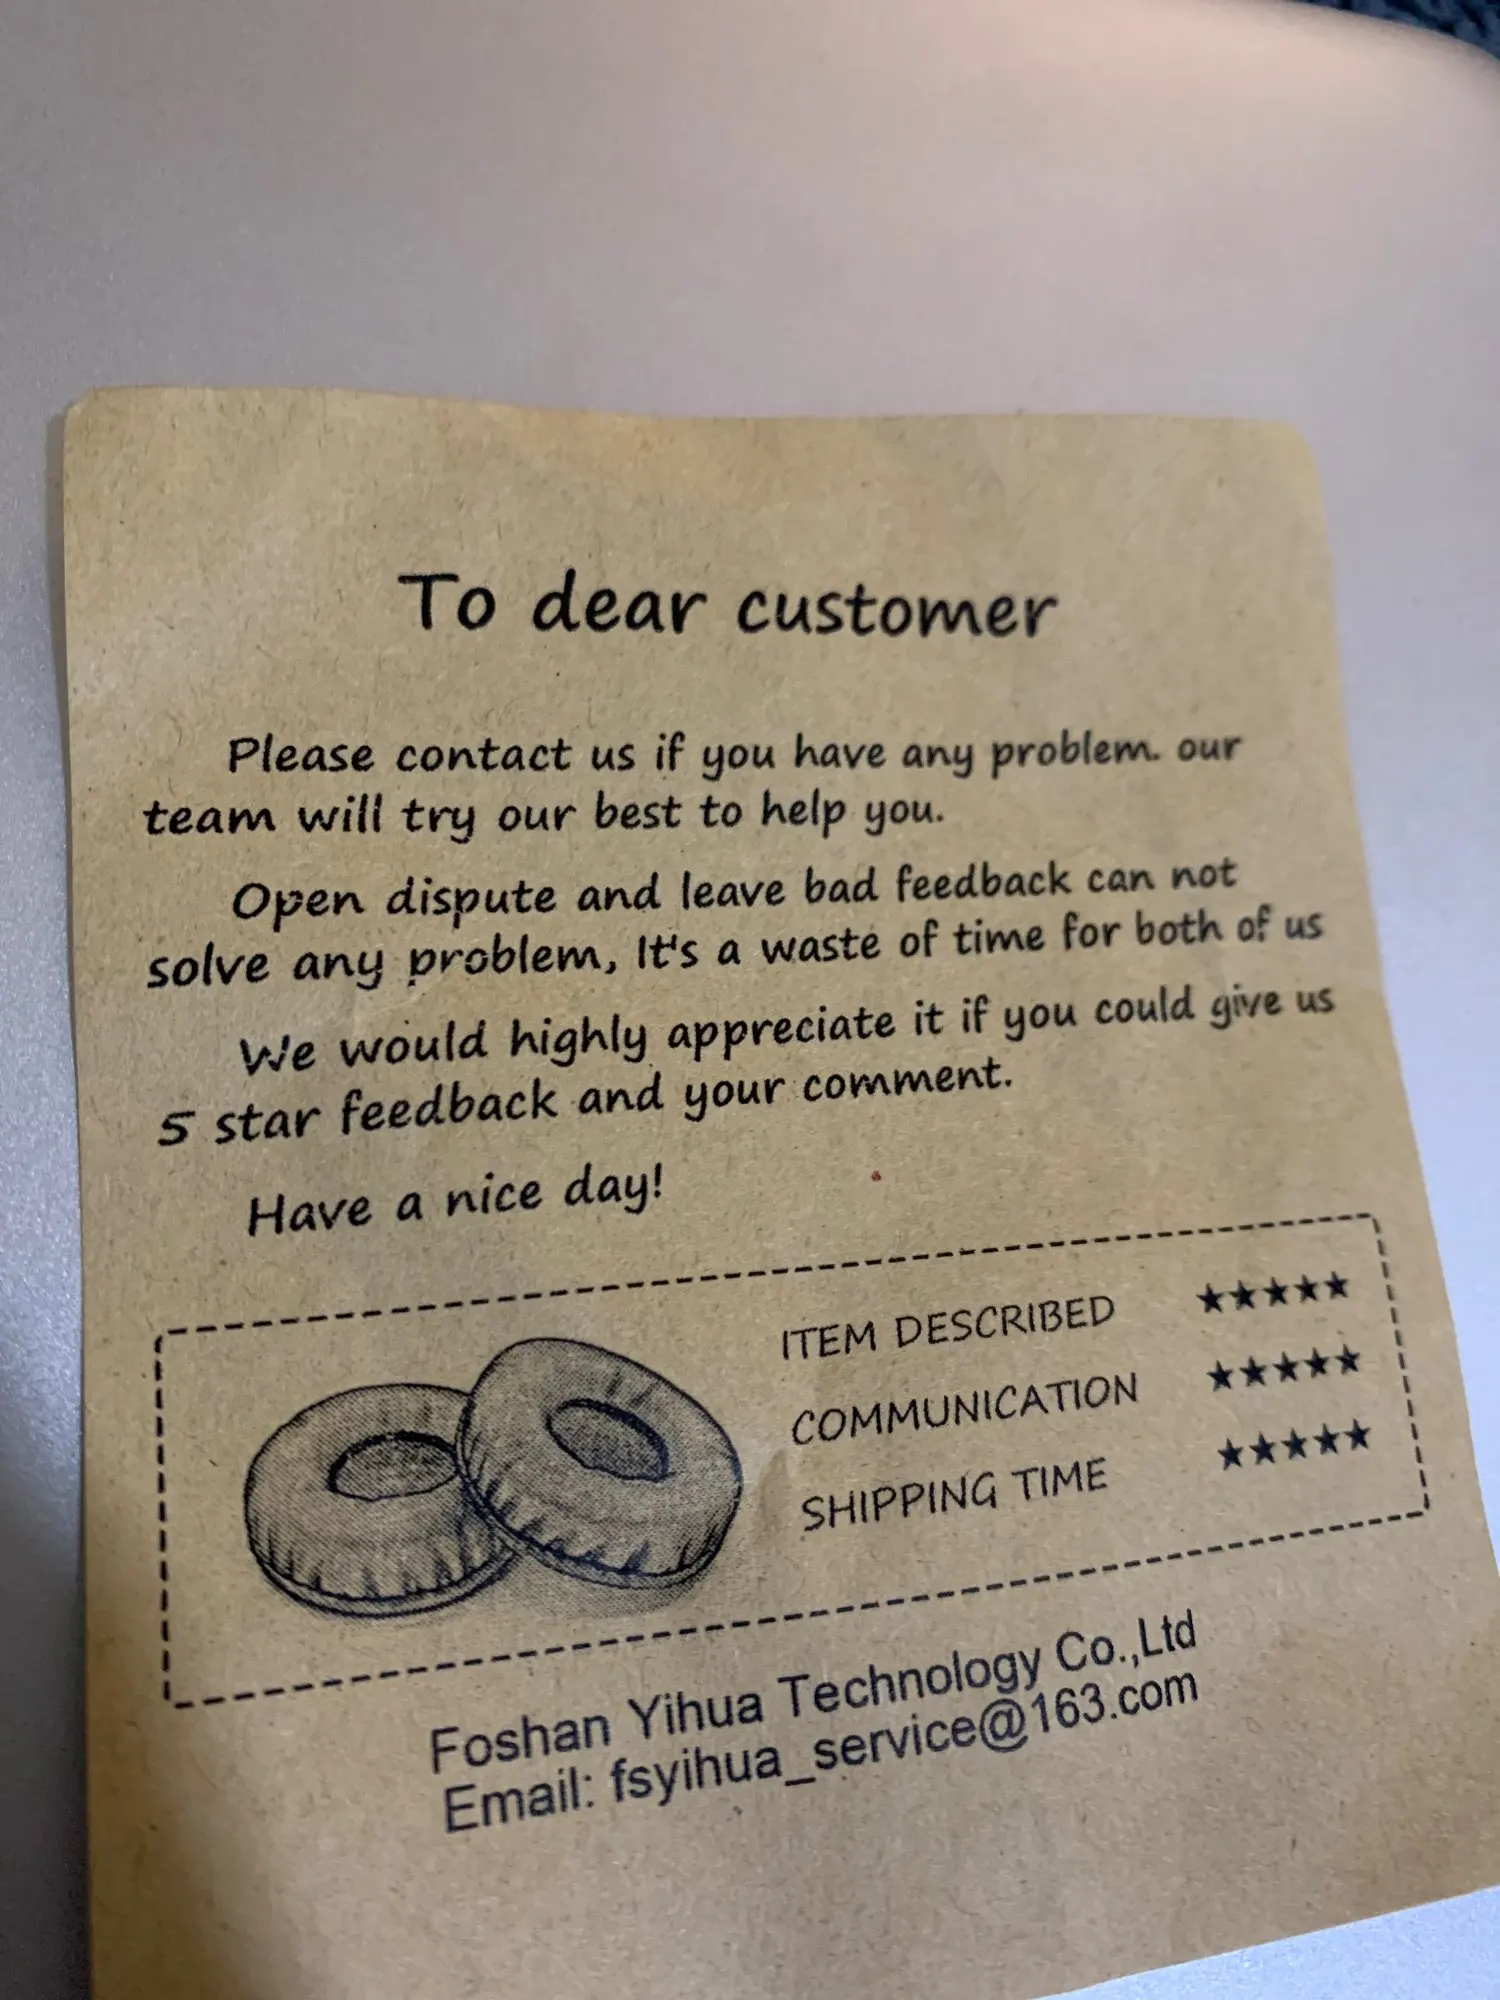 To dear customer
Please contact us if you have any problem. our
team will try our best to help you.
Open dispute and leave bad feedback can not
solve any problem, It's a waste of time for both of us
We would highly appreciate it if you could give us
5 star feedback and your comment.
Have a nice day!
ITEM DESCRIBED ★★★★★
COMMUNICATION ★★★★★
SHIPPING TIME ★★★★★
Foshan Yihua Technology Co.,Ltd
Email: fsyihua_service@163.com